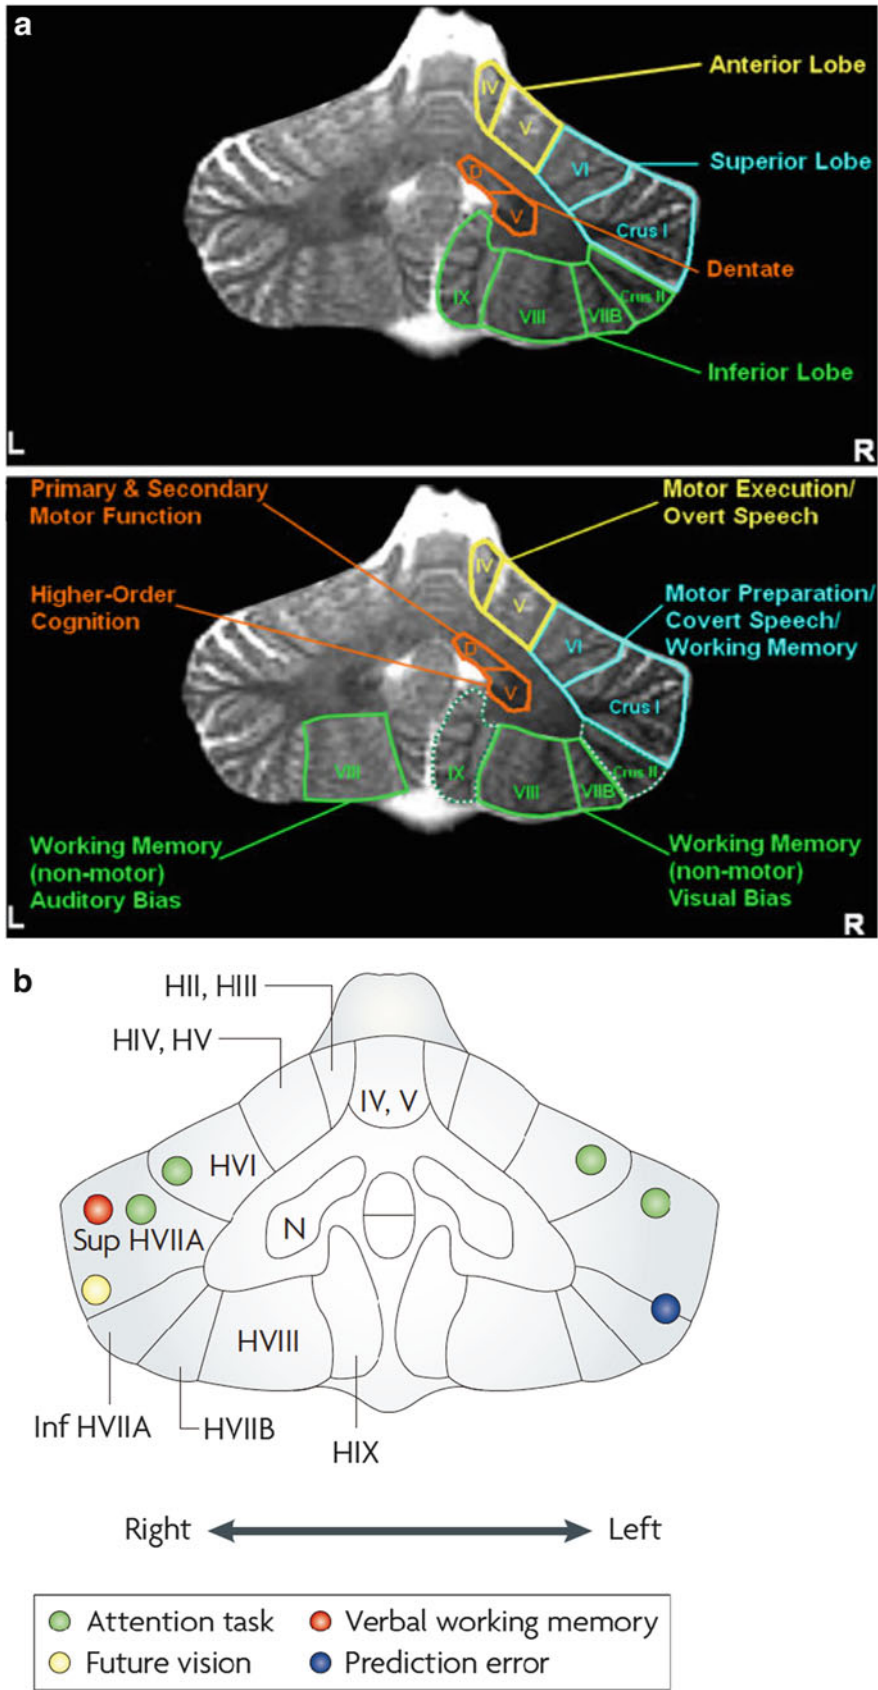 a
Anterior Lobe
IV
V
VI
Superior Lobe
D
V
Crus I
Dentate
IX
VIII
VIIB
Crus II
Inferior Lobe
L
R
Primary & Secondary
Motor Function
Motor Execution/
Overt Speech
Higher-Order
Cognition
IV
V
Motor Preparation/
Covert Speech/
Working Memory
D
VI
V
Crus I
VIII
IX
VIII
VIIB
Crus II
Working Memory
(non-motor)
Auditory Bias
Working Memory
(non-motor)
Visual Bias
L
R
b
HII, HIII
HIV, HV
IV, V
HVI
Sup HVIIA
N
HVIII
Inf HVIIA
HVIIB
HIX
Right
Left
Attention task
Verbal working memory
Future vision
Prediction error